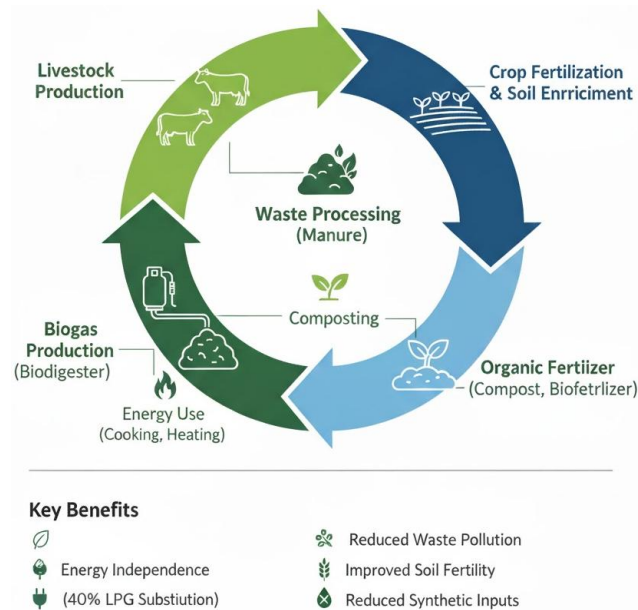 Livestock
Production
Crop Fertilization
& Soil Enrriciment
Waste Processing
(Manure)
Composting
Biogas
Production
(Biodigester)
Energy Use
(Cooking, Heating)
Organic Fertiizer
(Compost, Biofetrlizer)
Key Benefits
Energy Independence
(40% LPG Substiution)
Reduced Waste Pollution
Improved Soil Fertility
Reduced Synthetic Inputs